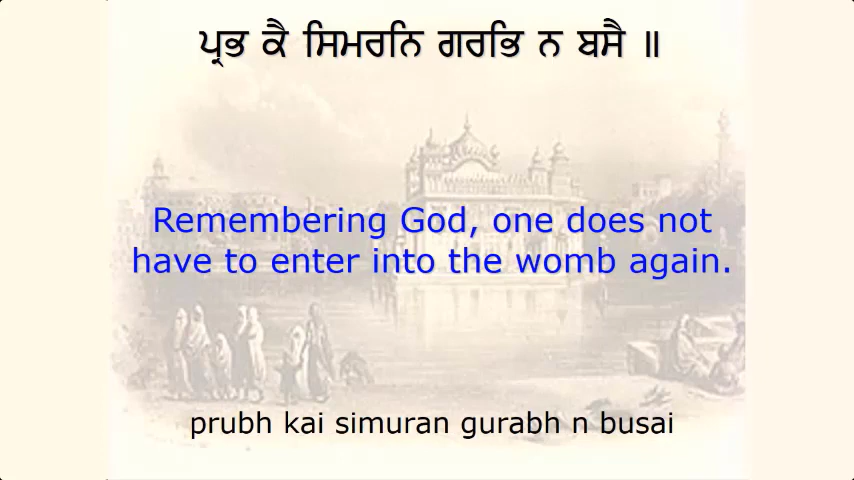 ਪ੍ਰਭ ਕੈ ਸਿਮਰਨਿ ਗਰਭਿ ਨ ਬਸੈ ॥
Remembering God, one does not
have to enter into the womb again.
prubh kai simuran gurabh n busai